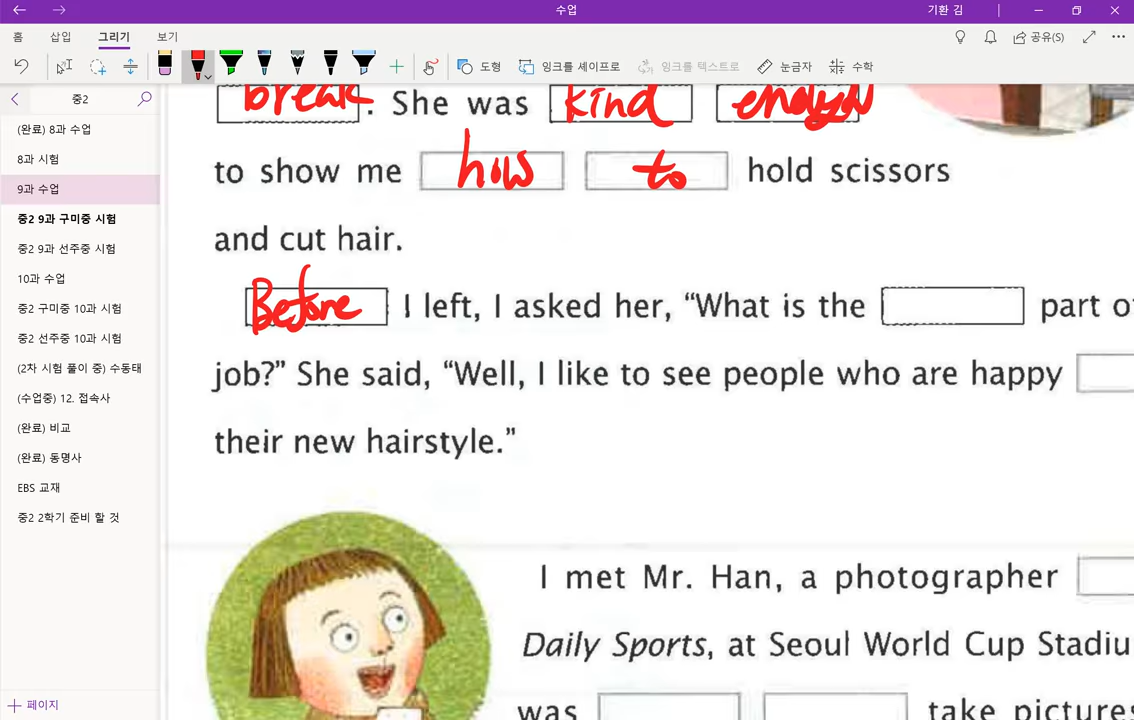 수업
기환 김
홈 삽입 그리기 보기
공유(S)
도형 잉크를 셰이프로 잉크를 텍스트로 눈금자 수학
중2
(완료) 8과 수업
8과 시험
9과 수업
중2 9과 구미중 시험
중2 9과 선주중 시험
10과 수업
중2 구미중 10과 시험
중2 선주중 10과 시험
(2차 시험 풀이 중) 수동태
(수업중) 12. 접속사
(완료) 비교
(완료) 동명사
EBS 교재
중2 2학기 준비 할 것
페이지
break. She was kind enough
to show me how to hold scissors
and cut hair.
Before I left, I asked her, “What is the part o
job?” She said, “Well, I like to see people who are happy
their new hairstyle.”
I met Mr. Han, a photographer
Daily Sports, at Seoul World Cup Stadiu
was take pictures